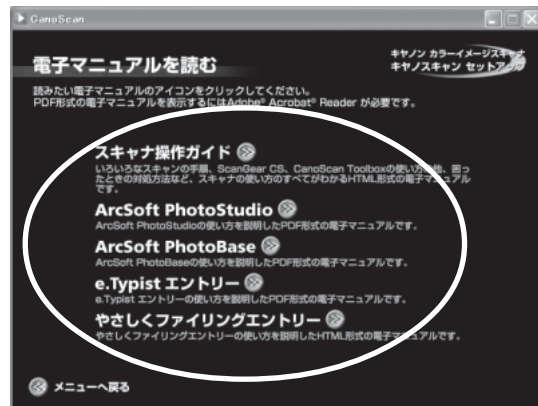 CanoScan
電子マニュアルを読む
キヤノン カラーイメージスキャナ
キヤノスキャン セットアップ
読みたい電子マニュアルのアイコンをクリックしてください。
PDF形式の電子マニュアルを表示するにはAdobe® Acrobat® Reader が必要です。
スキャナ操作ガイド
いろいろなスキャンの手順、ScanGear CS、CanoScan Toolboxの使い方の他、困っ
たときの対処方法など、スキャナの使い方のすべてがわかるHTML形式の電子マニュアル
です。
ArcSoft PhotoStudio
ArcSoft PhotoStudioの使い方を説明したPDF形式の電子マニュアルです。
ArcSoft PhotoBase
ArcSoft PhotoBaseの使い方を説明したPDF形式の電子マニュアルです。
e.Typist エントリー
e.Typist エントリーの使い方を説明したPDF形式の電子マニュアルです。
やさしくファイリングエントリー
やさしくファイリングエントリーの使い方を説明したHTML形式の電子マニュアルです。
メニューへ戻る